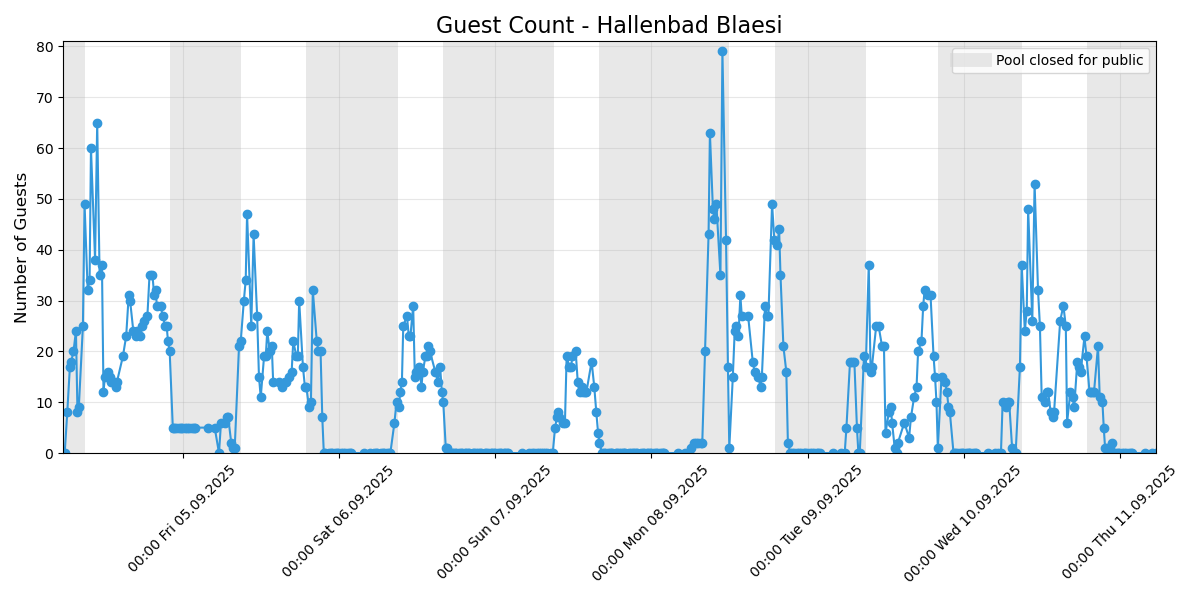 Guest Count - Hallenbad Blaesi
Pool closed for public
Number of Guests
80
70
60
50
40
30
20
10
0
00:00 Fri 05.09.2025
00:00 Sat 06.09.2025
00:00 Sun 07.09.2025
00:00 Mon 08.09.2025
00:00 Tue 09.09.2025
00:00 Wed 10.09.2025
00:00 Thu 11.09.2025